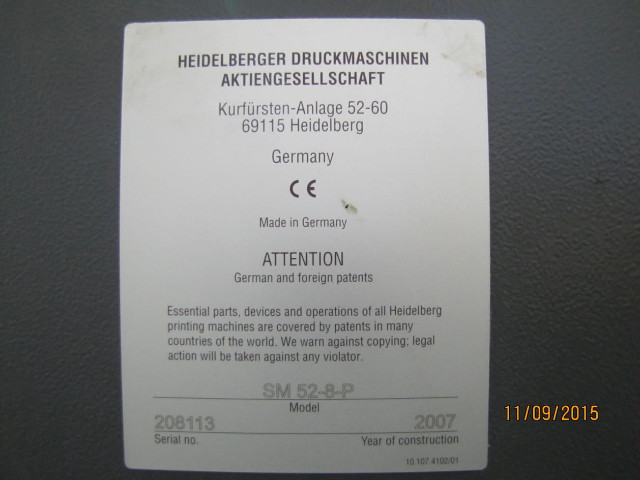 HEIDELBERGER DRUCKMASCHINEN
AKTIENGESELLSCHAFT
Kurfürsten-Anlage 52-60
69115 Heidelberg
Germany
CE
Made in Germany
ATTENTION
German and foreign patents
Essential parts, devices and operations of all Heidelberg
printing machines are covered by patents in many
countries of the world. We warn against copying; legal
action will be taken against any violator.
SM 52-8-P
Model
208113 2007
Serial no. Year of construction
10 107 4102/01
11/09/2015